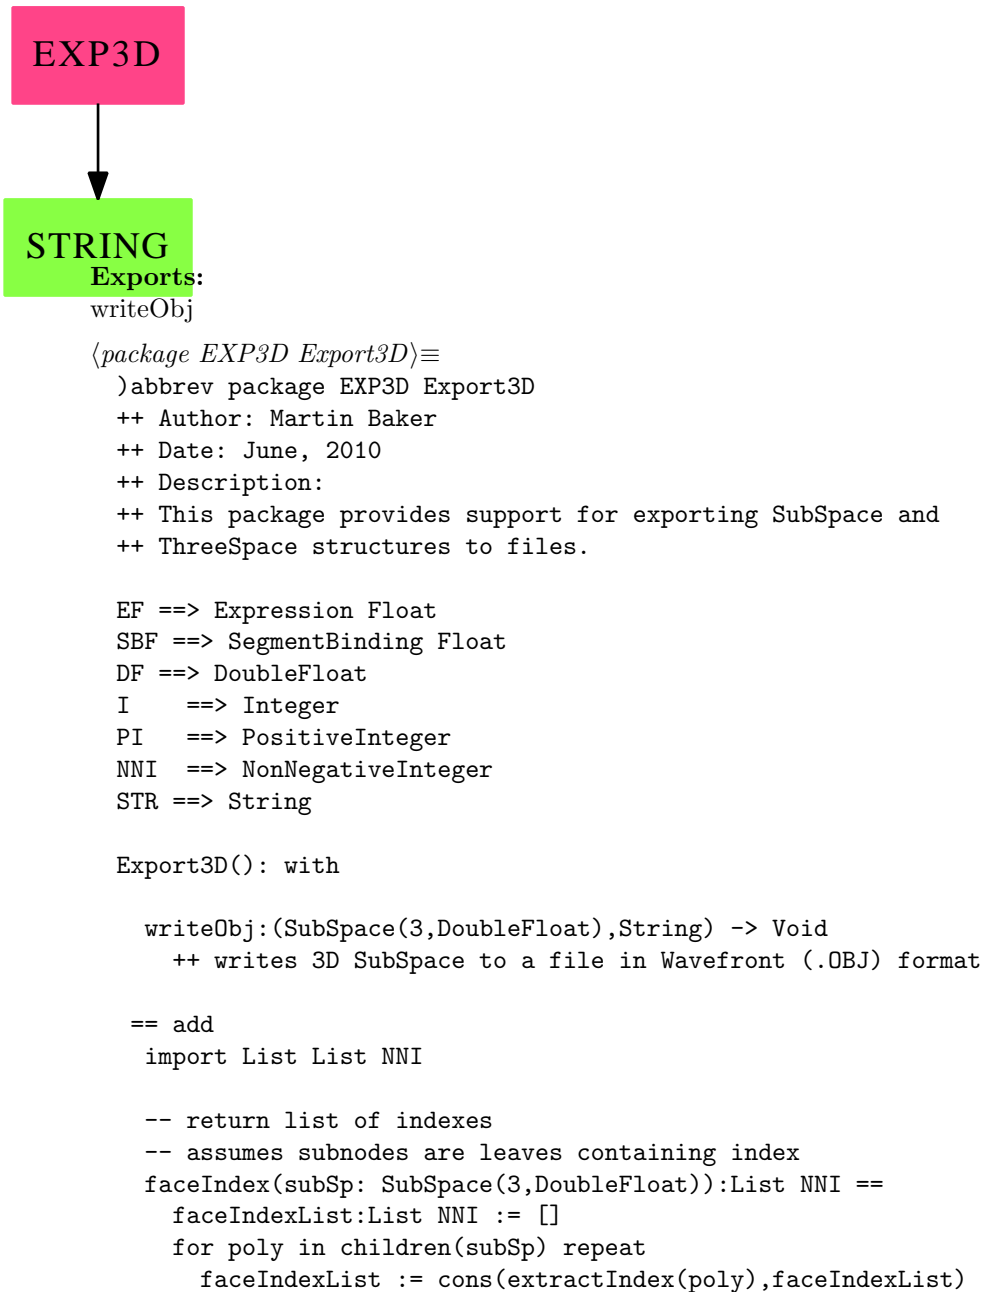 EXP3D
STRING
Exports:
writeObj
⟨package EXP3D Export3D⟩≡
)abbrev package EXP3D Export3D
++ Author: Martin Baker
++ Date: June, 2010
++ Description:
++ This package provides support for exporting SubSpace and
++ ThreeSpace structures to files.
EF ==> Expression Float
SBF ==> SegmentBinding Float
DF ==> DoubleFloat
I    ==> Integer
PI   ==> PositiveInteger
NNI  ==> NonNegativeInteger
STR ==> String
Export3D(): with
writeObj:(SubSpace(3,DoubleFloat),String) -> Void
++ writes 3D SubSpace to a file in Wavefront (.OBJ) format
== add
import List List NNI
-- return list of indexes
-- assumes subnodes are leaves containing index
faceIndex(subSp: SubSpace(3,DoubleFloat)):List NNI ==
faceIndexList:List NNI := []
for poly in children(subSp) repeat
faceIndexList := cons(extractIndex(poly),faceIndexList)